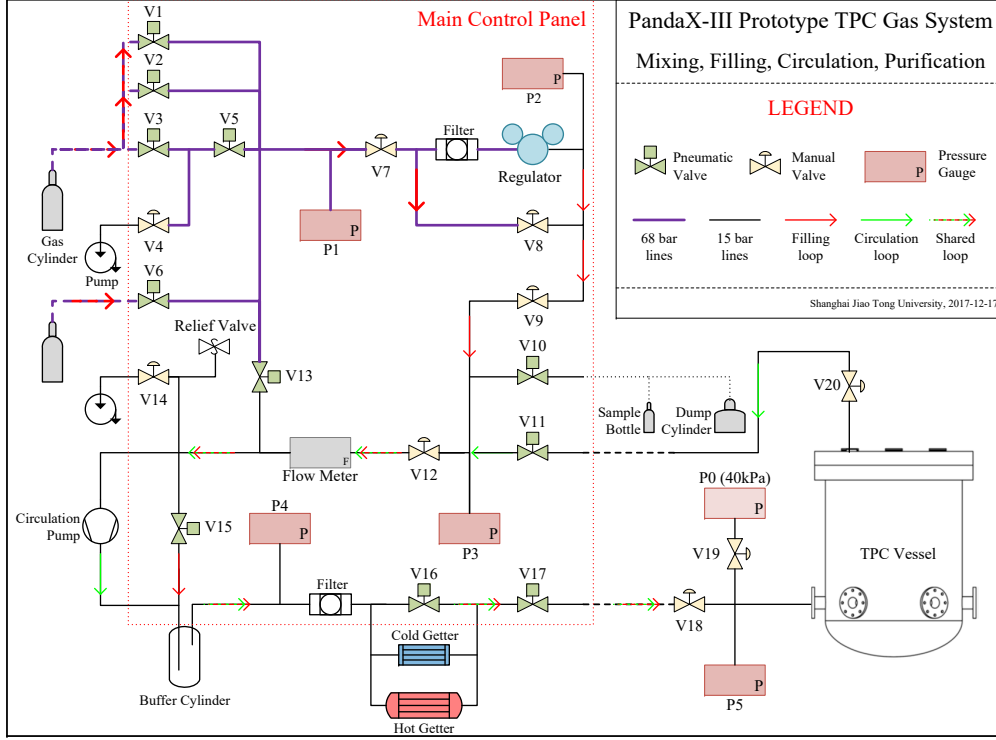 Main Control Panel
PandaX-III Prototype TPC Gas System
Mixing, Filling, Circulation, Purification
LEGEND
Pneumatic
Valve
Manual
Valve
Pressure
Gauge
P
68 bar
lines
15 bar
lines
Filling
loop
Circulation
loop
Shared
loop
Shanghai Jiao Tong University, 2017-12-17
V1
V2
V3
V5
P
P2
Filter
V7
Regulator
Gas
Cylinder
V4
Pump
P
P1
V8
V6
V9
Relief Valve
V14
V13
V10
Sample
Bottle
Dump
Cylinder
V20
V11
F
Flow Meter
V12
Circulation
Pump
V15
P4
P
P
P3
P0 (40kPa)
P
V19
TPC Vessel
Filter
V16
V17
V18
Cold Getter
Hot Getter
Buffer Cylinder
P
P5